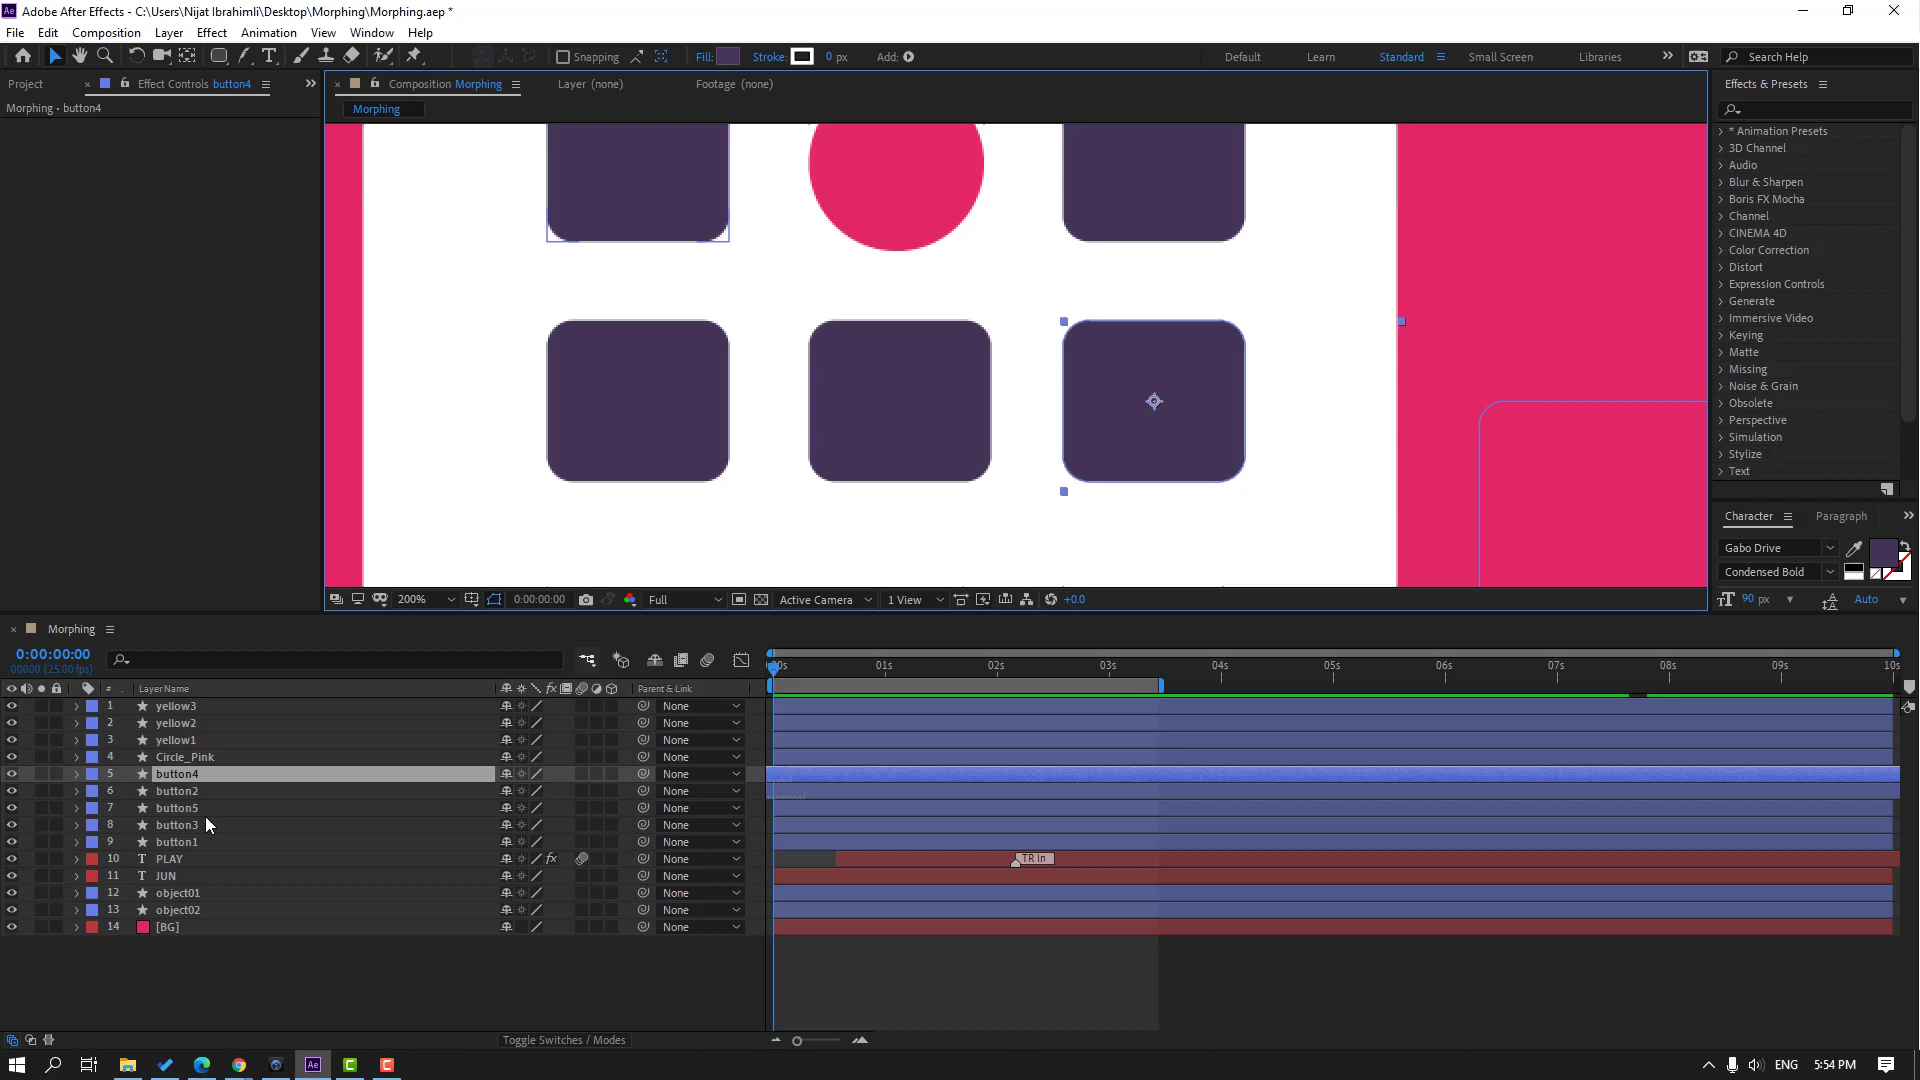 Adobe After Effects - C:\Users\Nijat Ibrahimli\Desktop\Morphing\Morphing.aep *
File Edit Composition Layer Effect Animation View Window Help
Snapping Fill: Stroke: 0 px Add: Default Learn Standard Small Screen Libraries Search Help
Project Effect Controls button4 Composition Morphing Layer (none) Footage (none) Effects & Presets
Morphing • button4
Morphing
* Animation Presets
3D Channel
Audio
Blur & Sharpen
Boris FX Mocha
Channel
CINEMA 4D
Color Correction
Distort
Expression Controls
Generate
Immersive Video
Keying
Matte
Missing
Noise & Grain
Obsolete
Perspective
Simulation
Stylize
Text
Character Paragraph
Gabo Drive
Condensed Bold
90 px Auto
200% 0:00:00:00 Full Active Camera 1 View +0.0
Morphing
0:00:00:00
00000 (25.00 fps)
00s 01s 02s 03s 04s 05s 06s 07s 08s 09s 10s
# . Layer Name fx Parent & Link
1 yellow3 None
2 yellow2 None
3 yellow1 None
4 Circle_Pink None
5 button4 None
6 button2 None
7 button5 None
8 button3 None
9 button1 None
10 T PLAY fx None TR In
11 T JUN None
12 object01 None
13 object02 None
14 [BG] None
Toggle Switches / Modes
Ae ENG 5:54 PM